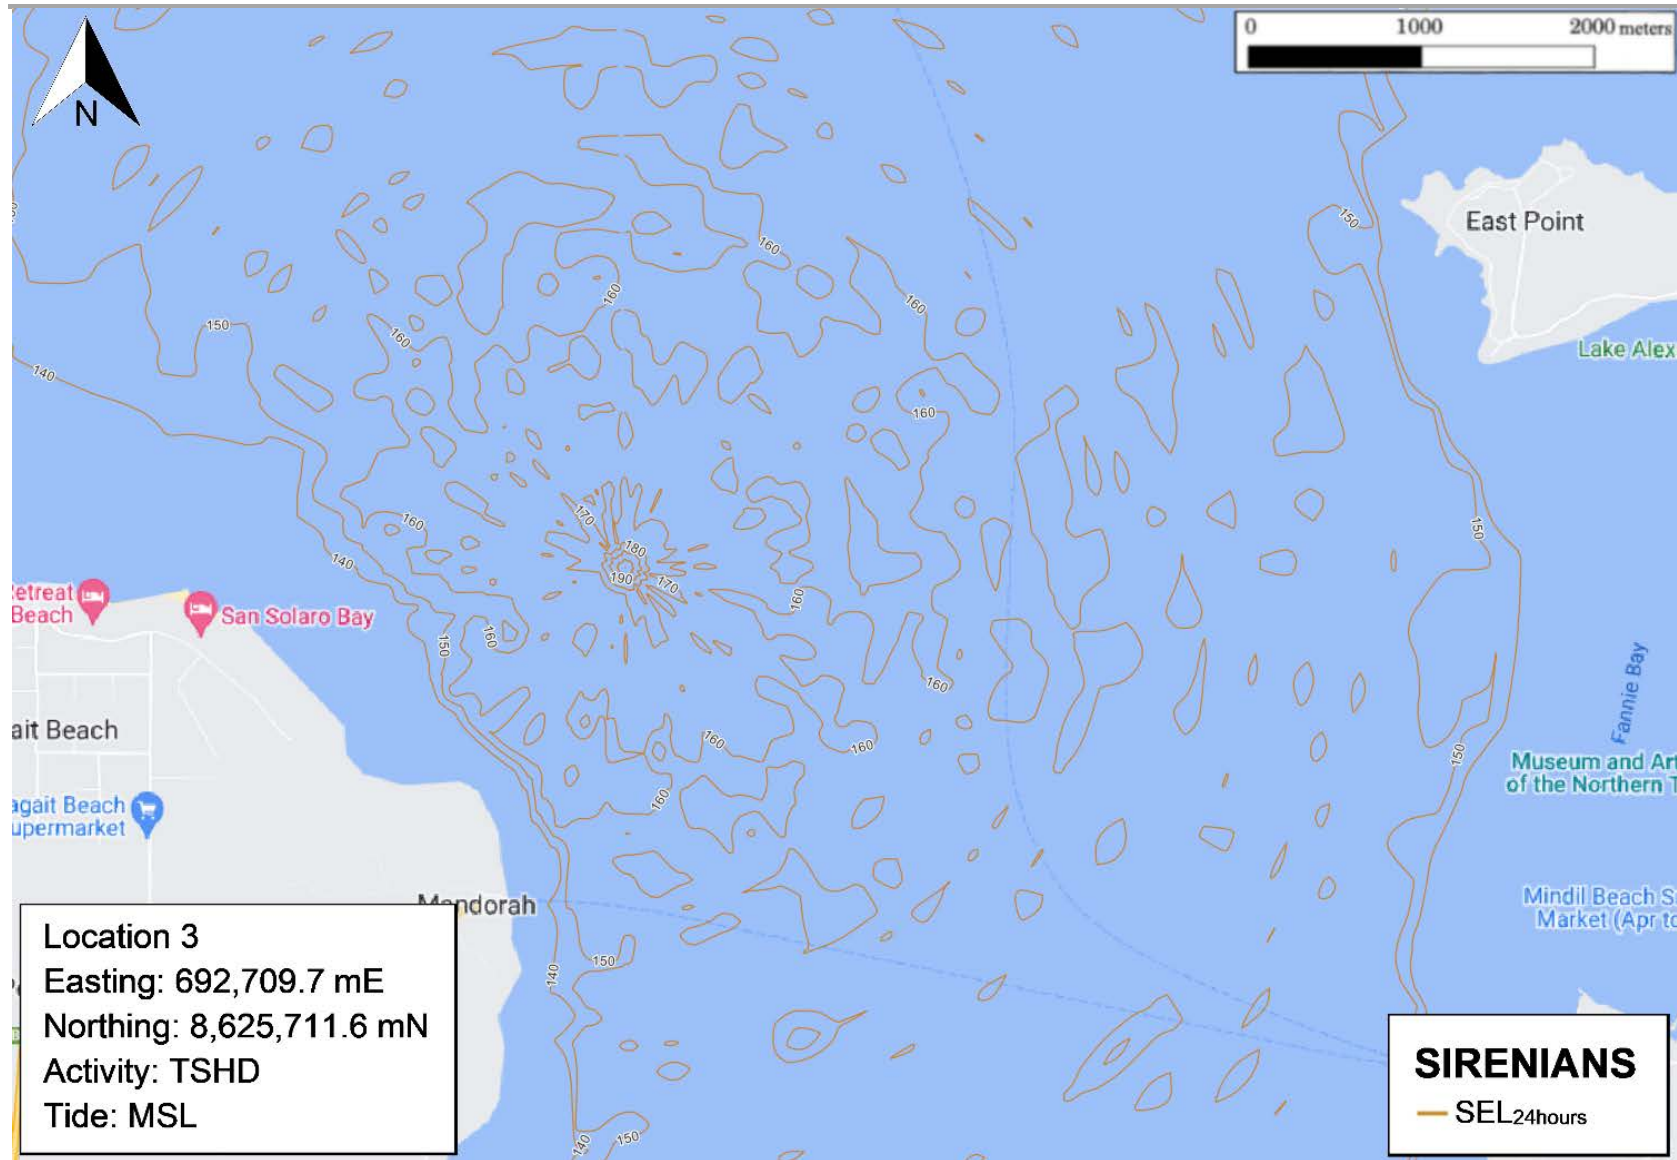 0 1000 2000 meters
N
East Point
Lake Alex
150
160
160
160
150
160
140
160
150
170
160
180
140
190
170
160
etreat
Beach
San Solaro Bay
160
150
160
Fannie Bay
ait Beach
160
160
150
Museum and Art
of the Northern T
agait Beach
upermarket
160
Mandorah
Mindil Beach S
Market (Apr to
150
140
Location 3
Easting: 692,709.7 mE
Northing: 8,625,711.6 mN
Activity: TSHD
Tide: MSL
140
150
SIRENIANS
SEL24hours